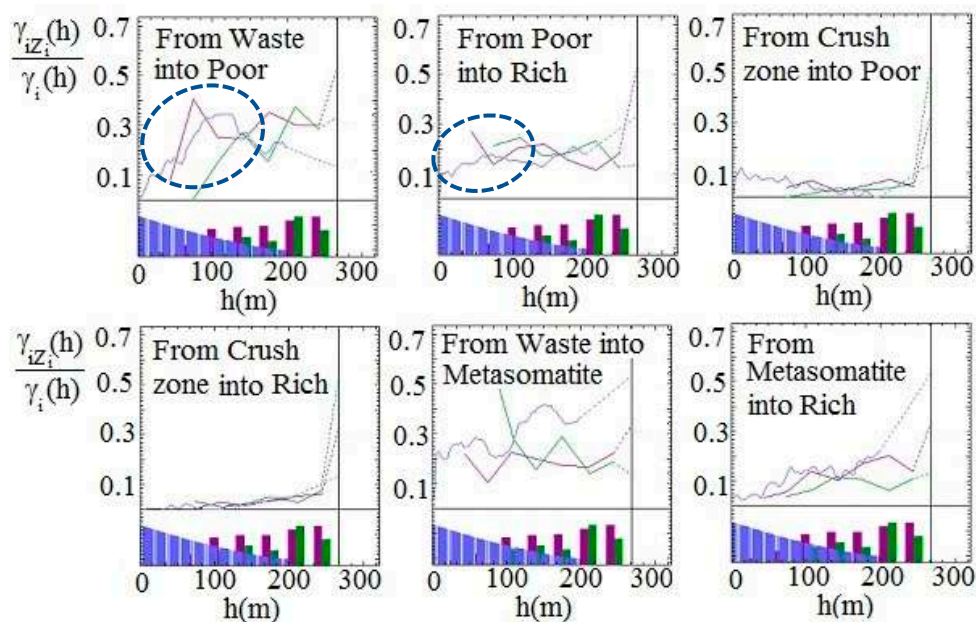 γiZi(h)
γi(h)
0.7
0.5
0.3
0.1
From Waste
into Poor
0 100 200 300
h(m)
0.7
0.5
0.3
0.1
From Poor
into Rich
0 100 200 300
h(m)
0.7
0.5
0.3
0.1
From Crush
zone into Poor
0 100 200 300
h(m)
γiZi(h)
γi(h)
0.7
0.5
0.3
0.1
From Crush
zone into Rich
0 100 200 300
h(m)
0.7
0.5
0.3
0.1
From Waste into
Metasomatite
0 100 200 300
h(m)
0.7
0.5
0.3
0.1
From
Metasomatite
into Rich
0 100 200 300
h(m)